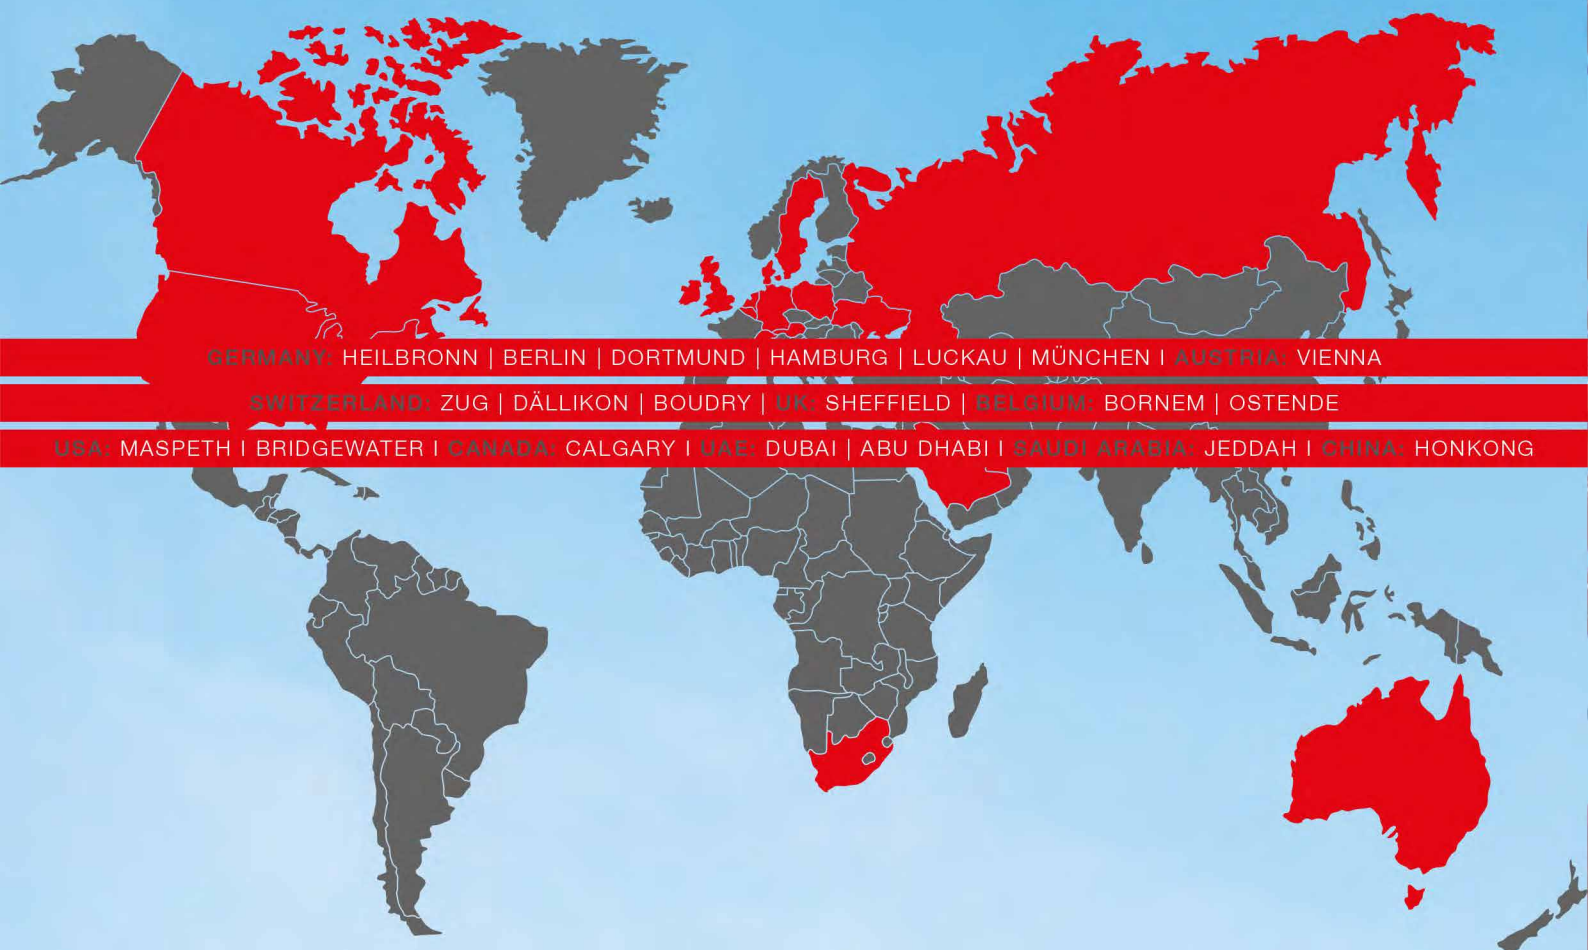 GERMANY: HEILBRONN | BERLIN | DORTMUND | HAMBURG | LUCKAU | MÜNCHEN I AUSTRIA: VIENNA
SWITZERLAND: ZUG | DÄLLIKON | BOUDRY | UK: SHEFFIELD | BELGIUM: BORNEM | OSTENDE
USA: MASPETH I BRIDGEWATER I CANADA: CALGARY I UAE: DUBAI | ABU DHABI I SAUDI ARABIA: JEDDAH I CHINA: HONKONG